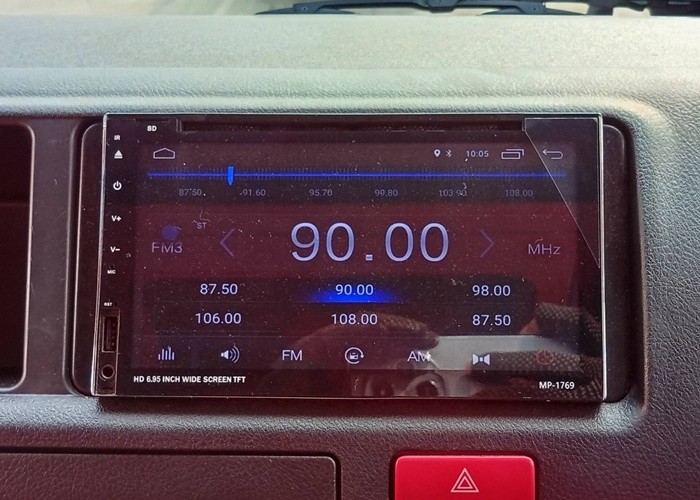 IR
SD
10:05
87.50 91.60 95.70 99.80 103.90 108.00
ST
FM3 90.00 MHz
V+
V-
MIC
87.50 90.00 98.00
RST
106.00 108.00 87.50
FM AM
HD 6.95 INCH WIDE SCREEN TFT MP-1769